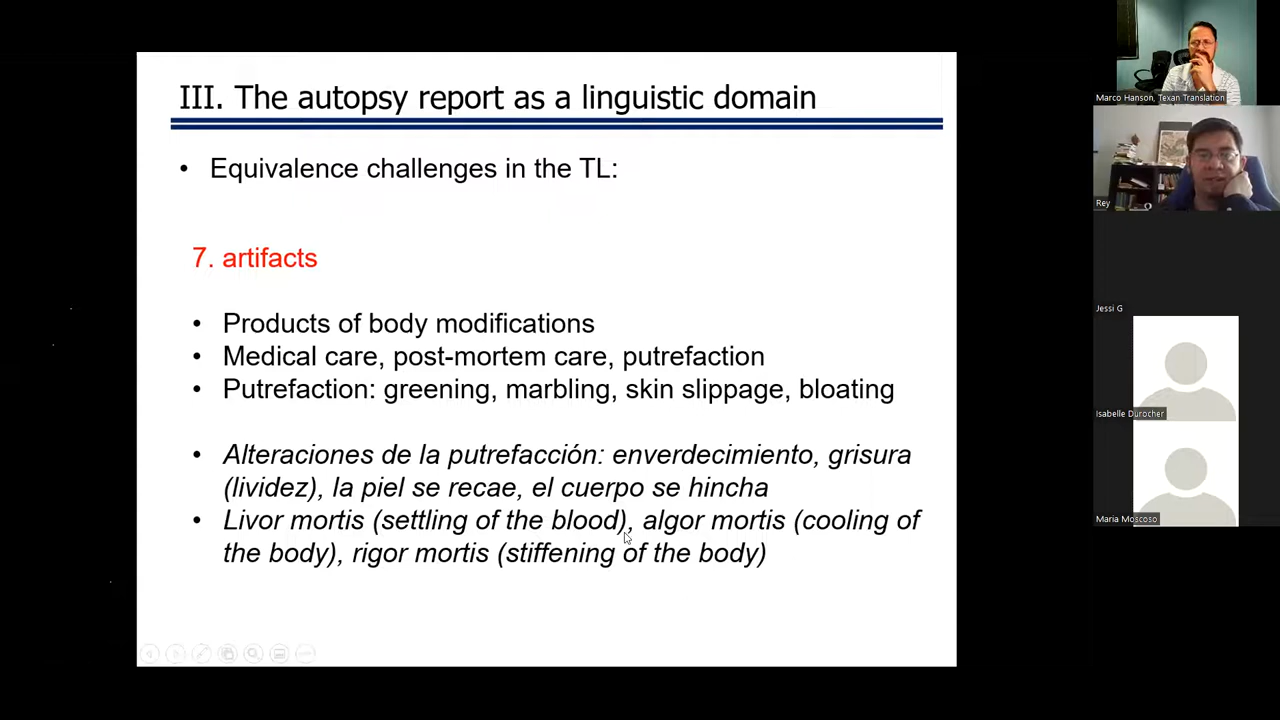 III. The autopsy report as a linguistic domain
• Equivalence challenges in the TL:
7. artifacts
• Products of body modifications
• Medical care, post-mortem care, putrefaction
• Putrefaction: greening, marbling, skin slippage, bloating
• Alteraciones de la putrefacción: enverdecimiento, grisura
(lividez), la piel se recae, el cuerpo se hincha
• Livor mortis (settling of the blood), algor mortis (cooling of
the body), rigor mortis (stiffening of the body)
Marco Hanson, Texan Translation
Rey
Jessi G
Isabelle Durocher
Maria Moscoso